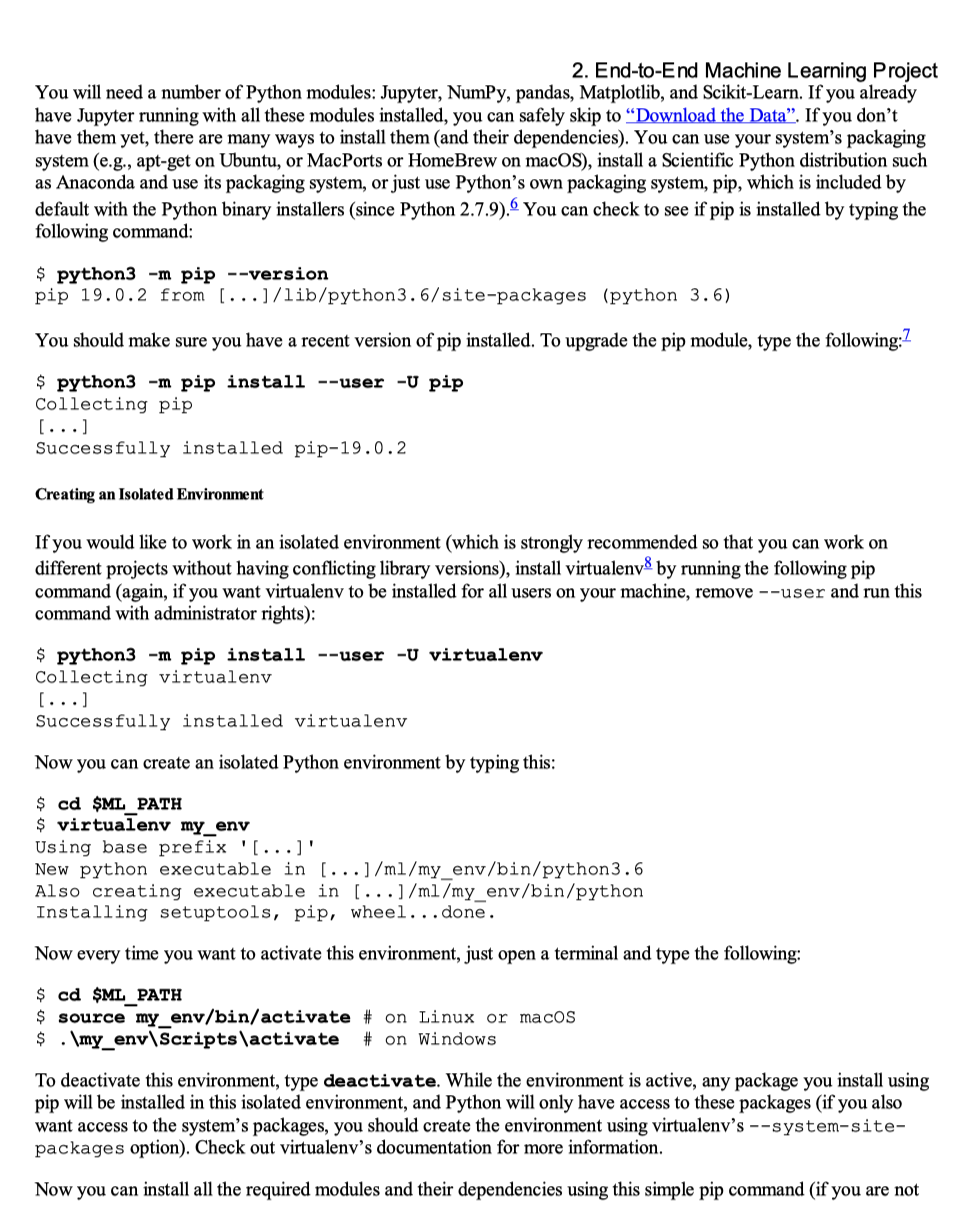 2. End-to-End Machine Learning Project
You will need a number of Python modules: Jupyter, NumPy, pandas, Matplotlib, and Scikit-Learn. If you already
have Jupyter running with all these modules installed, you can safely skip to “Download the Data”. If you don’t
have them yet, there are many ways to install them (and their dependencies). You can use your system’s packaging
system (e.g., apt-get on Ubuntu, or MacPorts or HomeBrew on macOS), install a Scientific Python distribution such
as Anaconda and use its packaging system, or just use Python’s own packaging system, pip, which is included by
default with the Python binary installers (since Python 2.7.9).6 You can check to see if pip is installed by typing the
following command:
$ python3 -m pip --version
pip 19.0.2 from [...]/lib/python3.6/site-packages (python 3.6)
You should make sure you have a recent version of pip installed. To upgrade the pip module, type the following:7
$ python3 -m pip install --user -U pip
Collecting pip
[...]
Successfully installed pip-19.0.2
Creating an Isolated Environment
If you would like to work in an isolated environment (which is strongly recommended so that you can work on
different projects without having conflicting library versions), install virtualenv8 by running the following pip
command (again, if you want virtualenv to be installed for all users on your machine, remove --user and run this
command with administrator rights):
$ python3 -m pip install --user -U virtualenv
Collecting virtualenv
[...]
Successfully installed virtualenv
Now you can create an isolated Python environment by typing this:
$ cd $ML_PATH
$ virtualenv my_env
Using base prefix '[...]'
New python executable in [...]/ml/my_env/bin/python3.6
Also creating executable in [...]/ml/my_env/bin/python
Installing setuptools, pip, wheel...done.
Now every time you want to activate this environment, just open a terminal and type the following:
$ cd $ML_PATH
$ source my_env/bin/activate # on Linux or macOS
$ .\my_env\Scripts\activate  # on Windows
To deactivate this environment, type deactivate. While the environment is active, any package you install using
pip will be installed in this isolated environment, and Python will only have access to these packages (if you also
want access to the system’s packages, you should create the environment using virtualenv’s --system-site-
packages option). Check out virtualenv’s documentation for more information.
Now you can install all the required modules and their dependencies using this simple pip command (if you are not